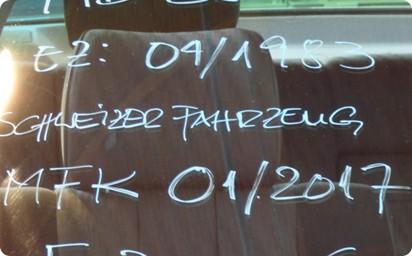 EZ: 04/1983
SCHWEIZER FAHRZEUG
MFK 01/2017